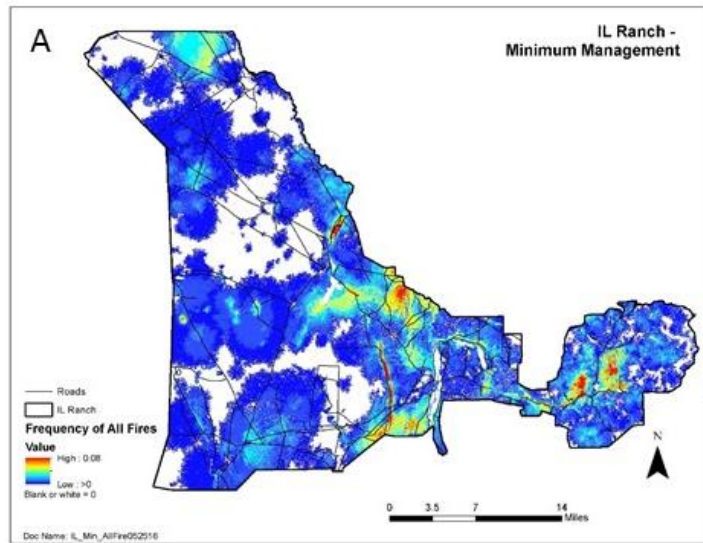 A
IL Ranch -
Minimum Management
Roads
IL Ranch
Frequency of All Fires
Value
High : 0.08
Low : >0
Blank or white = 0
N
0 3.5 7 14
Miles
Doc Name: IL_Min_AllFire052516